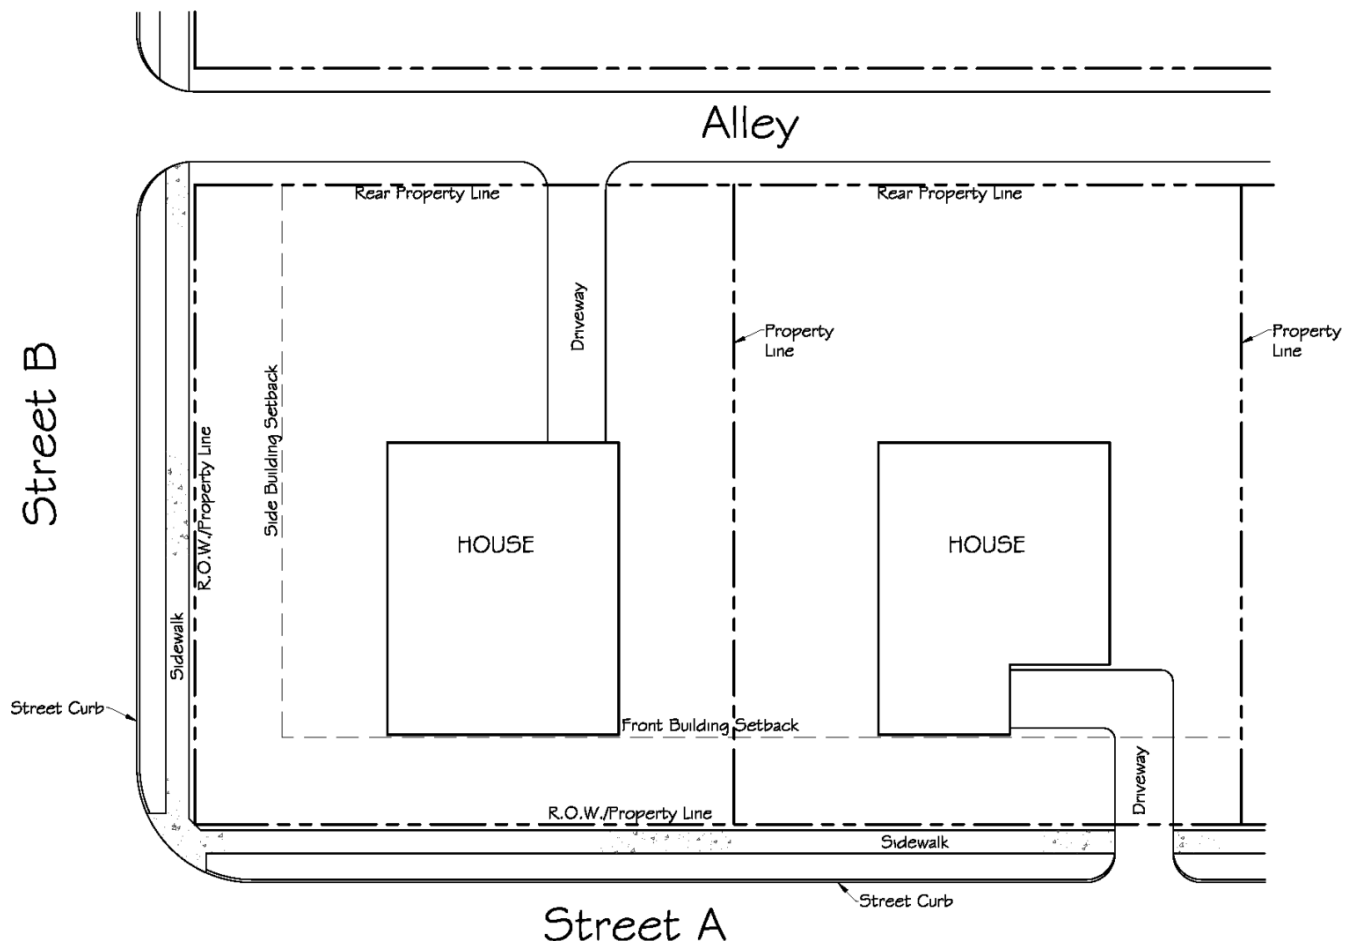 Alley
Rear Property Line
Rear Property Line
Driveway
Property
Line
Property
Line
Street B
Side Building Setback
R.O.W./Property Line
HOUSE
HOUSE
Sidewalk
Street Curb
Front Building Setback
Driveway
R.O.W./Property Line
Sidewalk
Street Curb
Street A